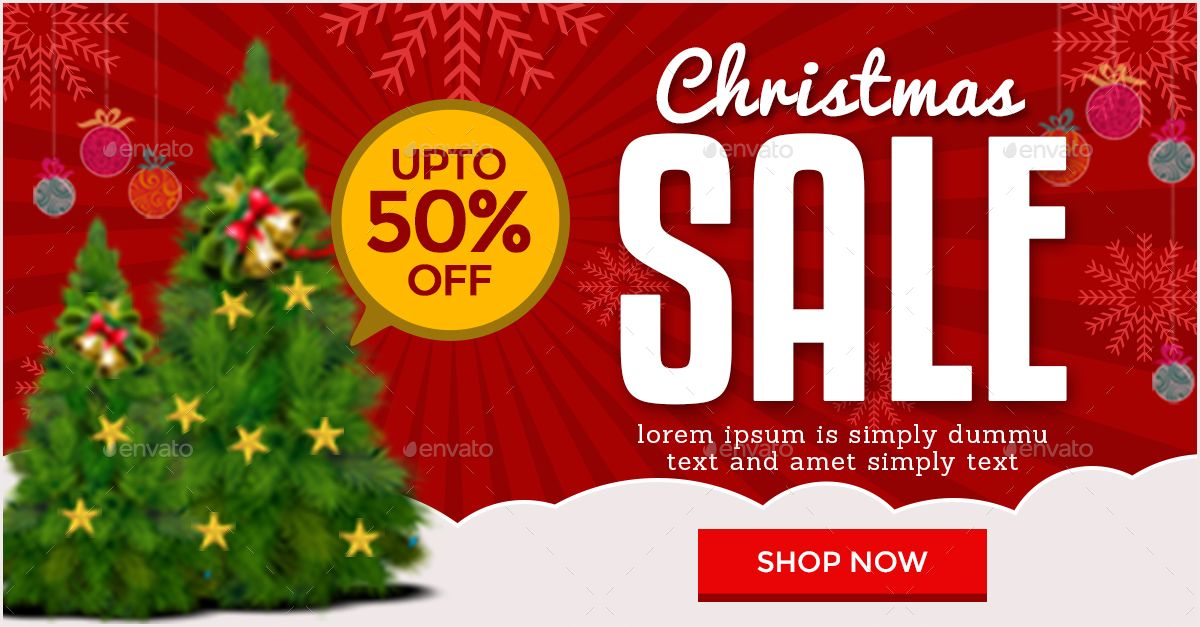 Christmas
SALE
UPTO
50%
OFF
lorem ipsum is simply dummu
text and amet simply text
SHOP NOW
envato
envato
envato
envato
envato
envato
envato
envato